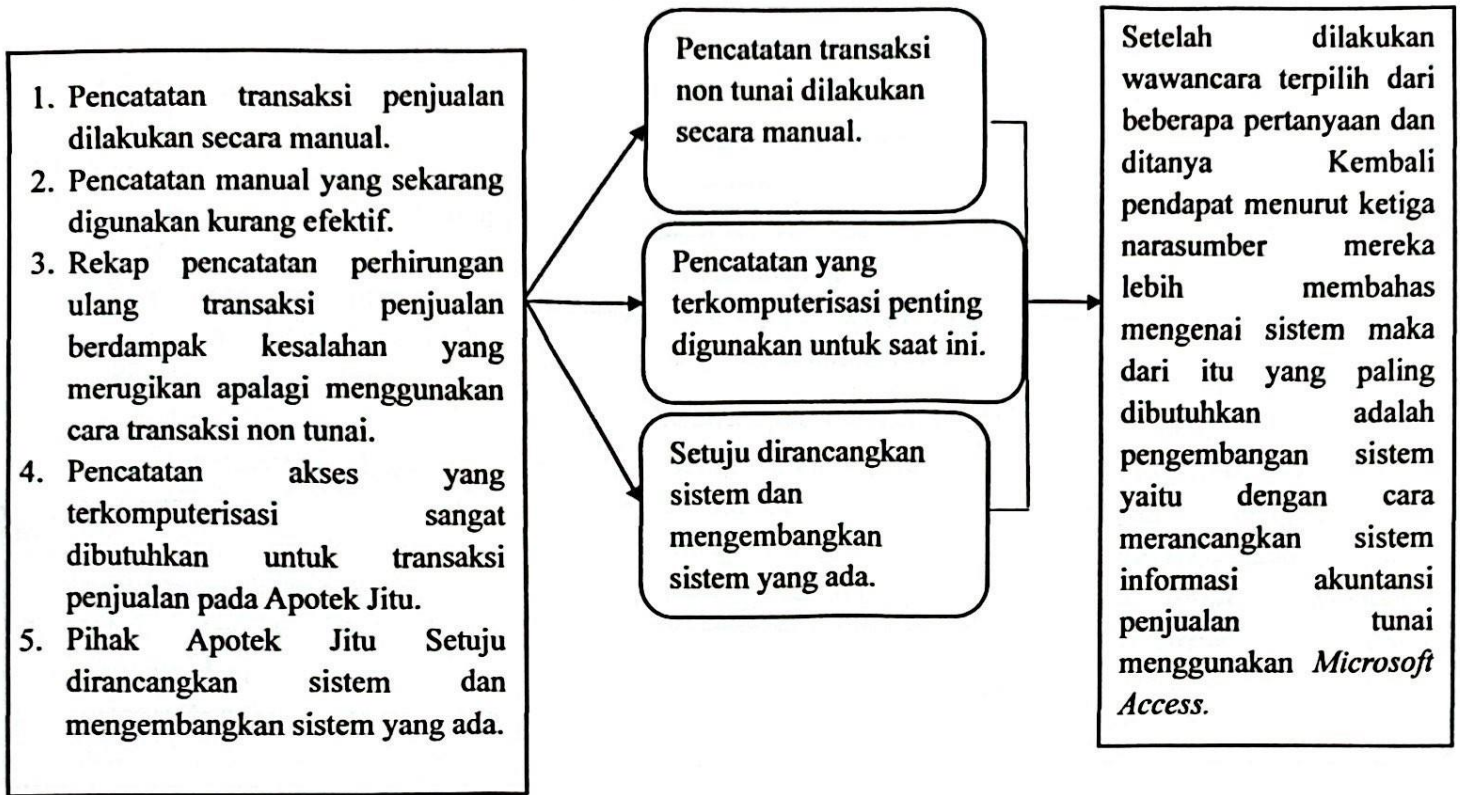 1. Pencatatan transaksi penjualan
dilakukan secara manual.
2. Pencatatan manual yang sekarang
digunakan kurang efektif.
3. Rekap pencatatan perhirungan
ulang transaksi penjualan
berdampak kesalahan yang
merugikan apalagi menggunakan
cara transaksi non tunai.
4. Pencatatan akses yang
terkomputerisasi sangat
dibutuhkan untuk transaksi
penjualan pada Apotek Jitu.
5. Pihak Apotek Jitu Setuju
dirancangkan sistem dan
mengembangkan sistem yang ada.
Pencatatan transaksi
non tunai dilakukan
secara manual.
Pencatatan yang
terkomputerisasi penting
digunakan untuk saat ini.
Setuju dirancangkan
sistem dan
mengembangkan
sistem yang ada.
Setelah dilakukan
wawancara terpilih dari
beberapa pertanyaan dan
ditanya Kembali
pendapat menurut ketiga
narasumber mereka
lebih membahas
mengenai sistem maka
dari itu yang paling
dibutuhkan adalah
pengembangan sistem
yaitu dengan cara
merancangkan sistem
informasi akuntansi
penjualan tunai
menggunakan Microsoft
Access.